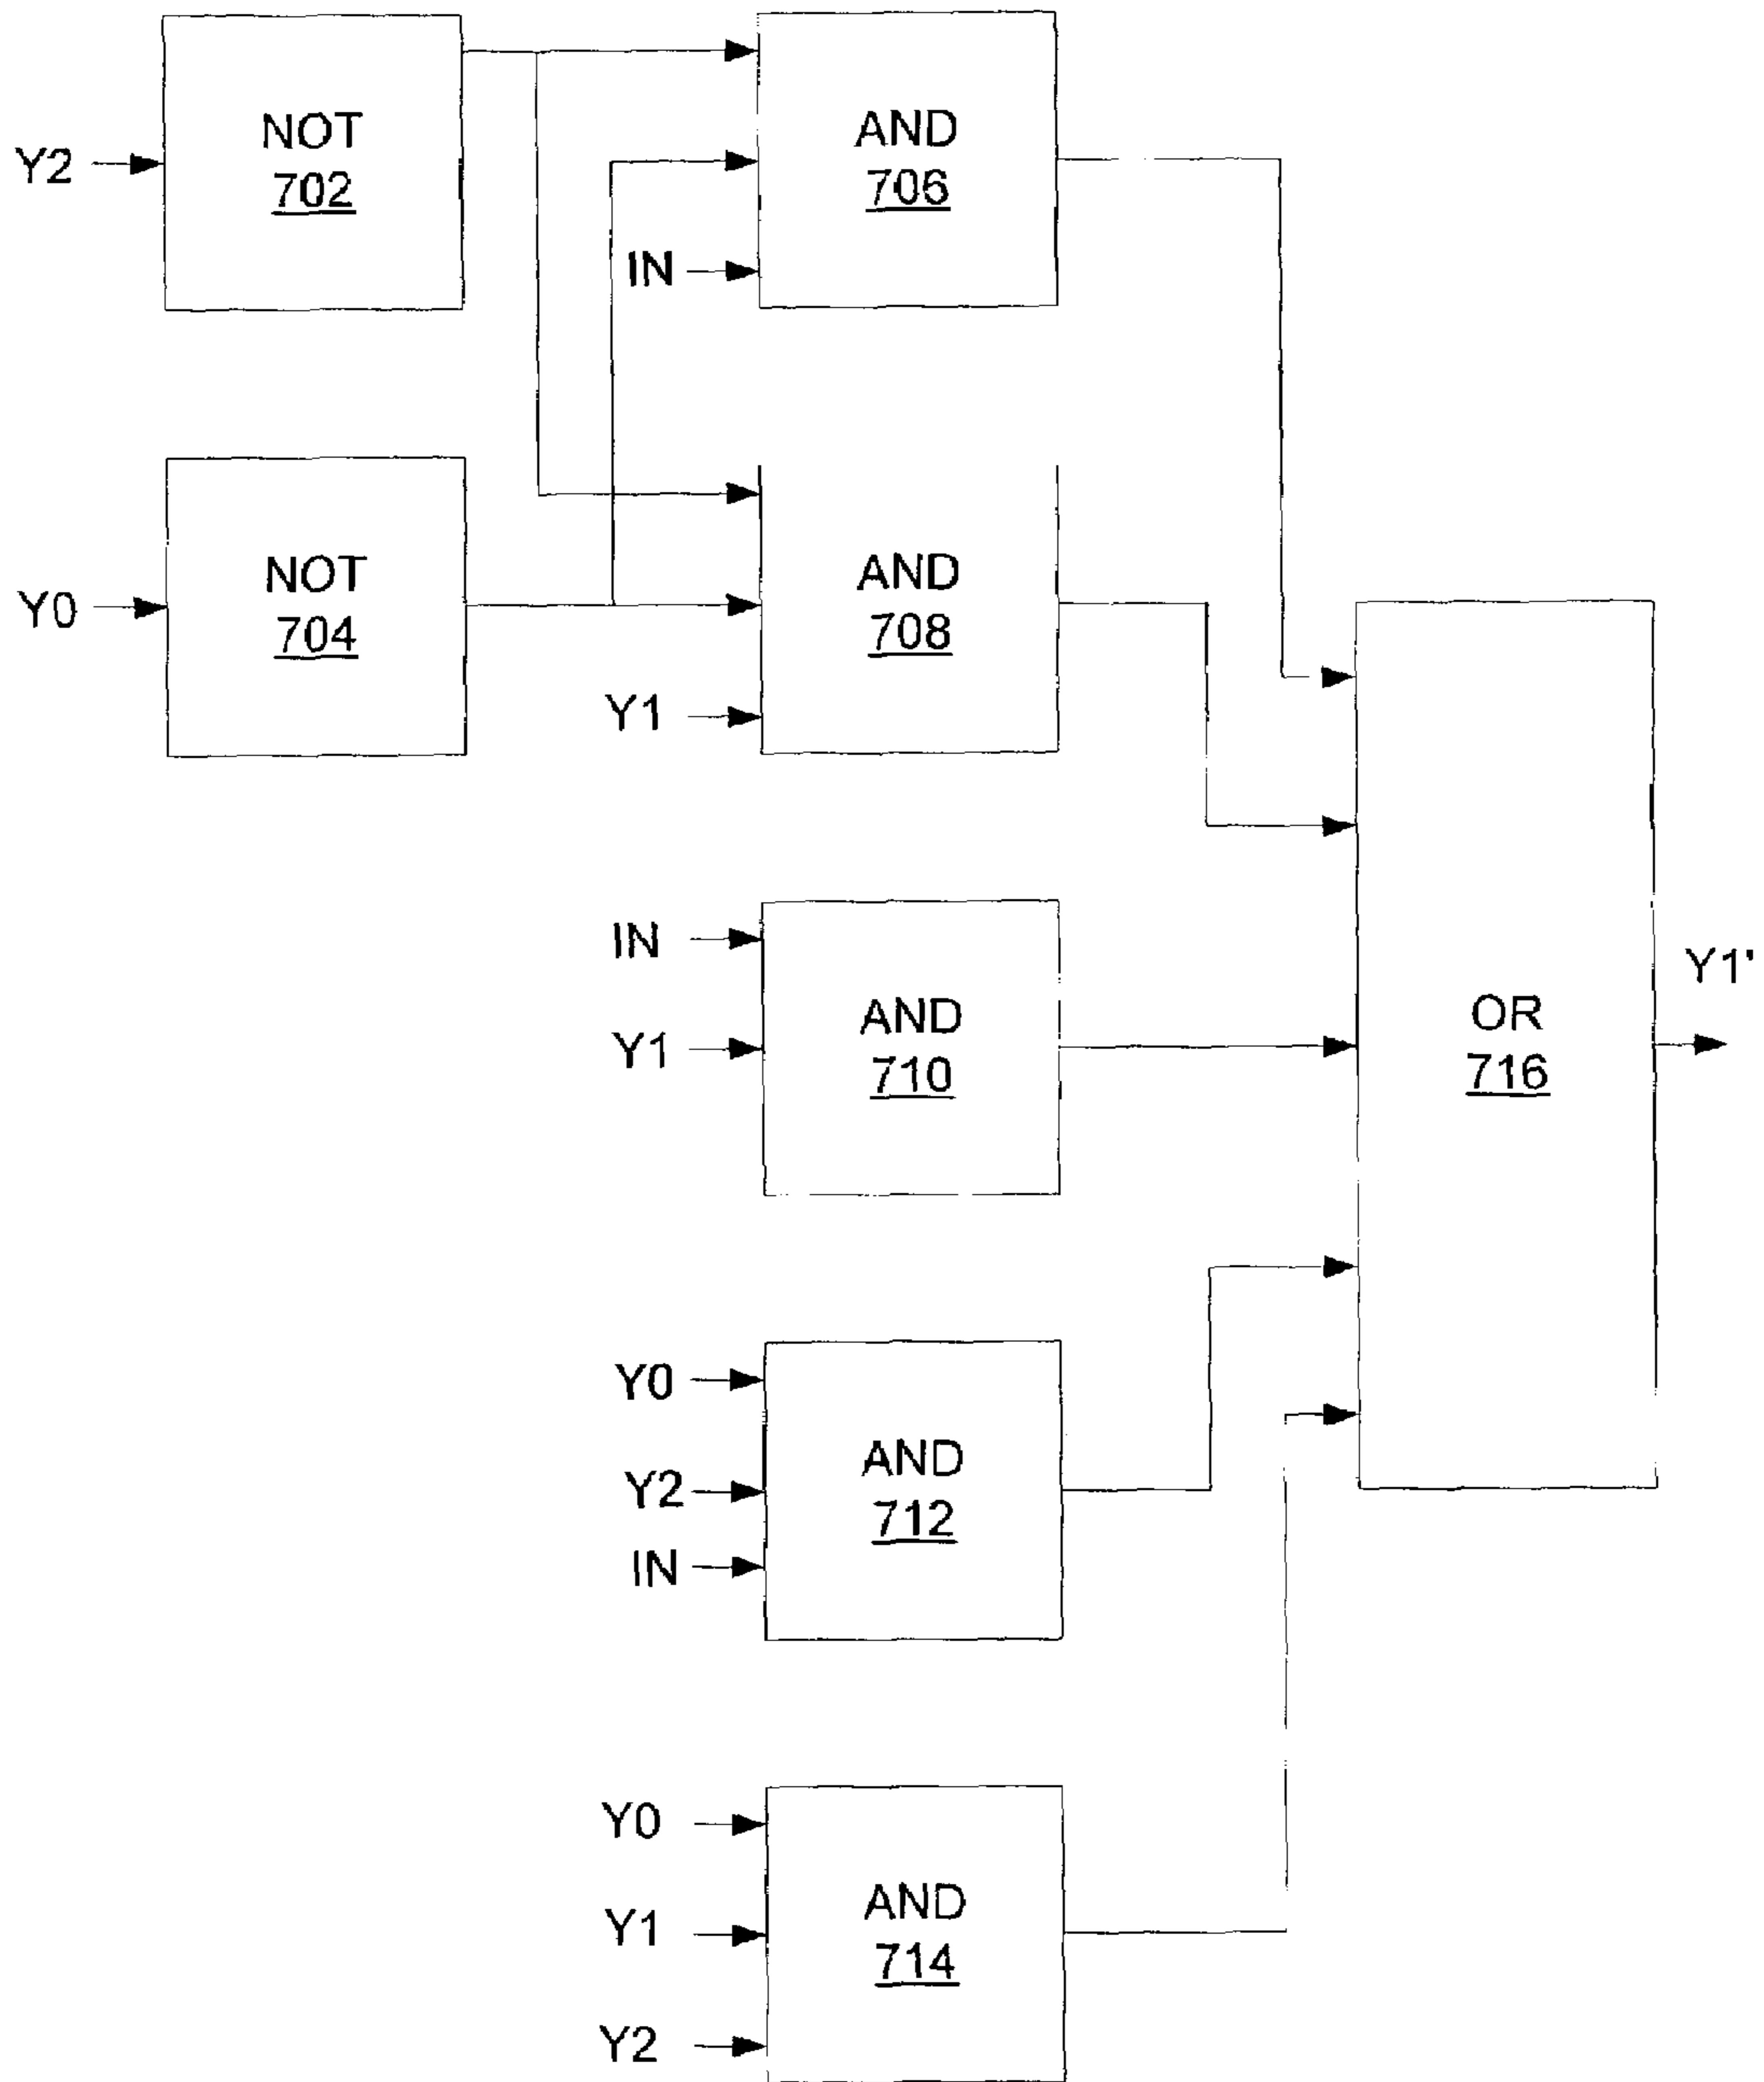 Y2
NOT
702
AND
706
IN
Y0
NOT
704
AND
708
Y1
IN
Y1
AND
710
OR
716
Y1'
Y0
Y2
IN
AND
712
Y0
Y1
Y2
AND
714